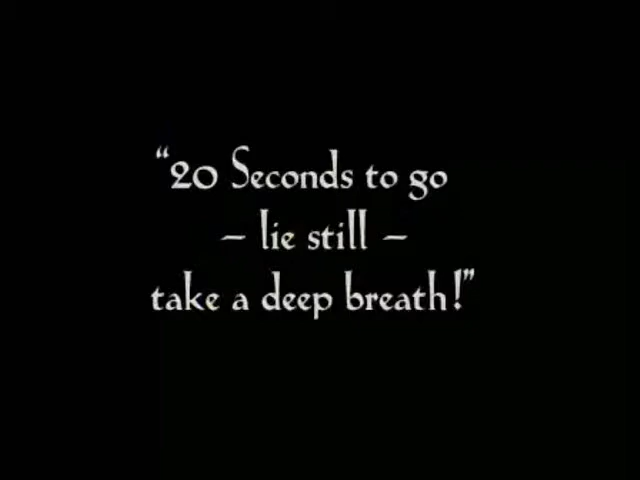 “20 Seconds to go
– lie still –
take a deep breath!”